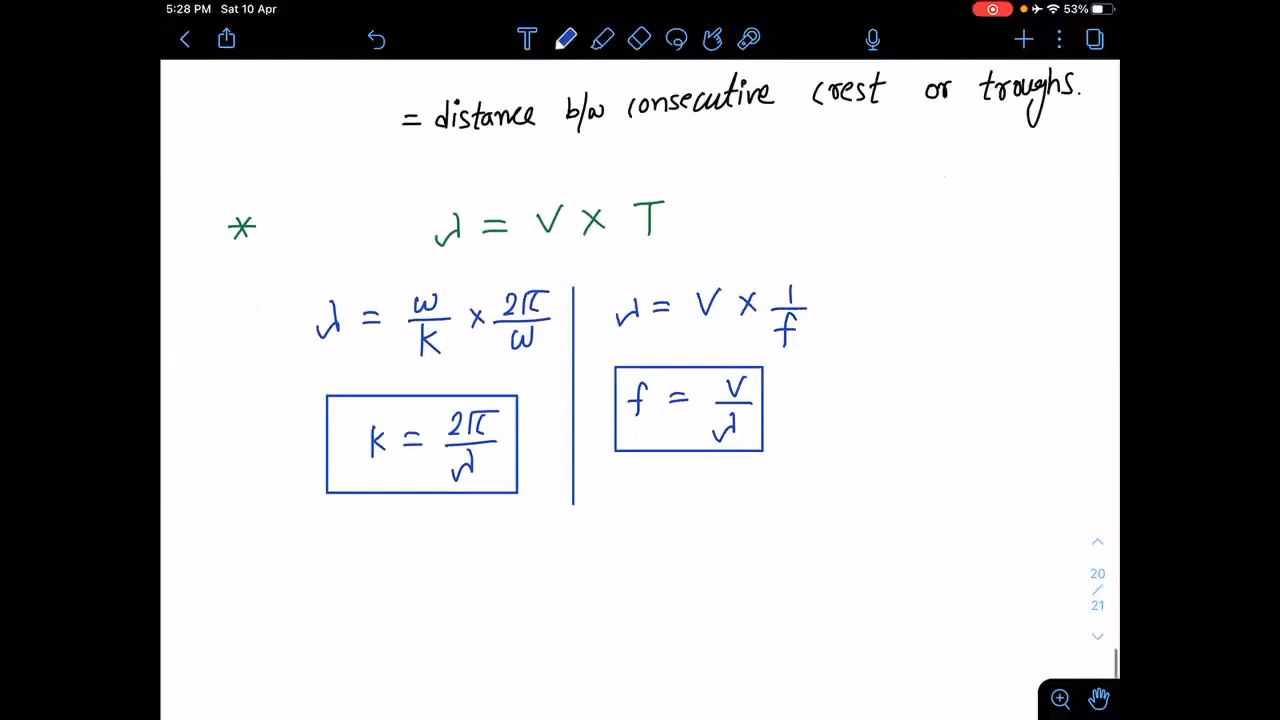 5:28 PM Sat 10 Apr 53%
T
= distance b/w consecutive crest or troughs.
* λ = V × T
λ = ω/k × 2π/ω
k = 2π/λ
λ = V × 1/f
f = V/λ
20
/
21